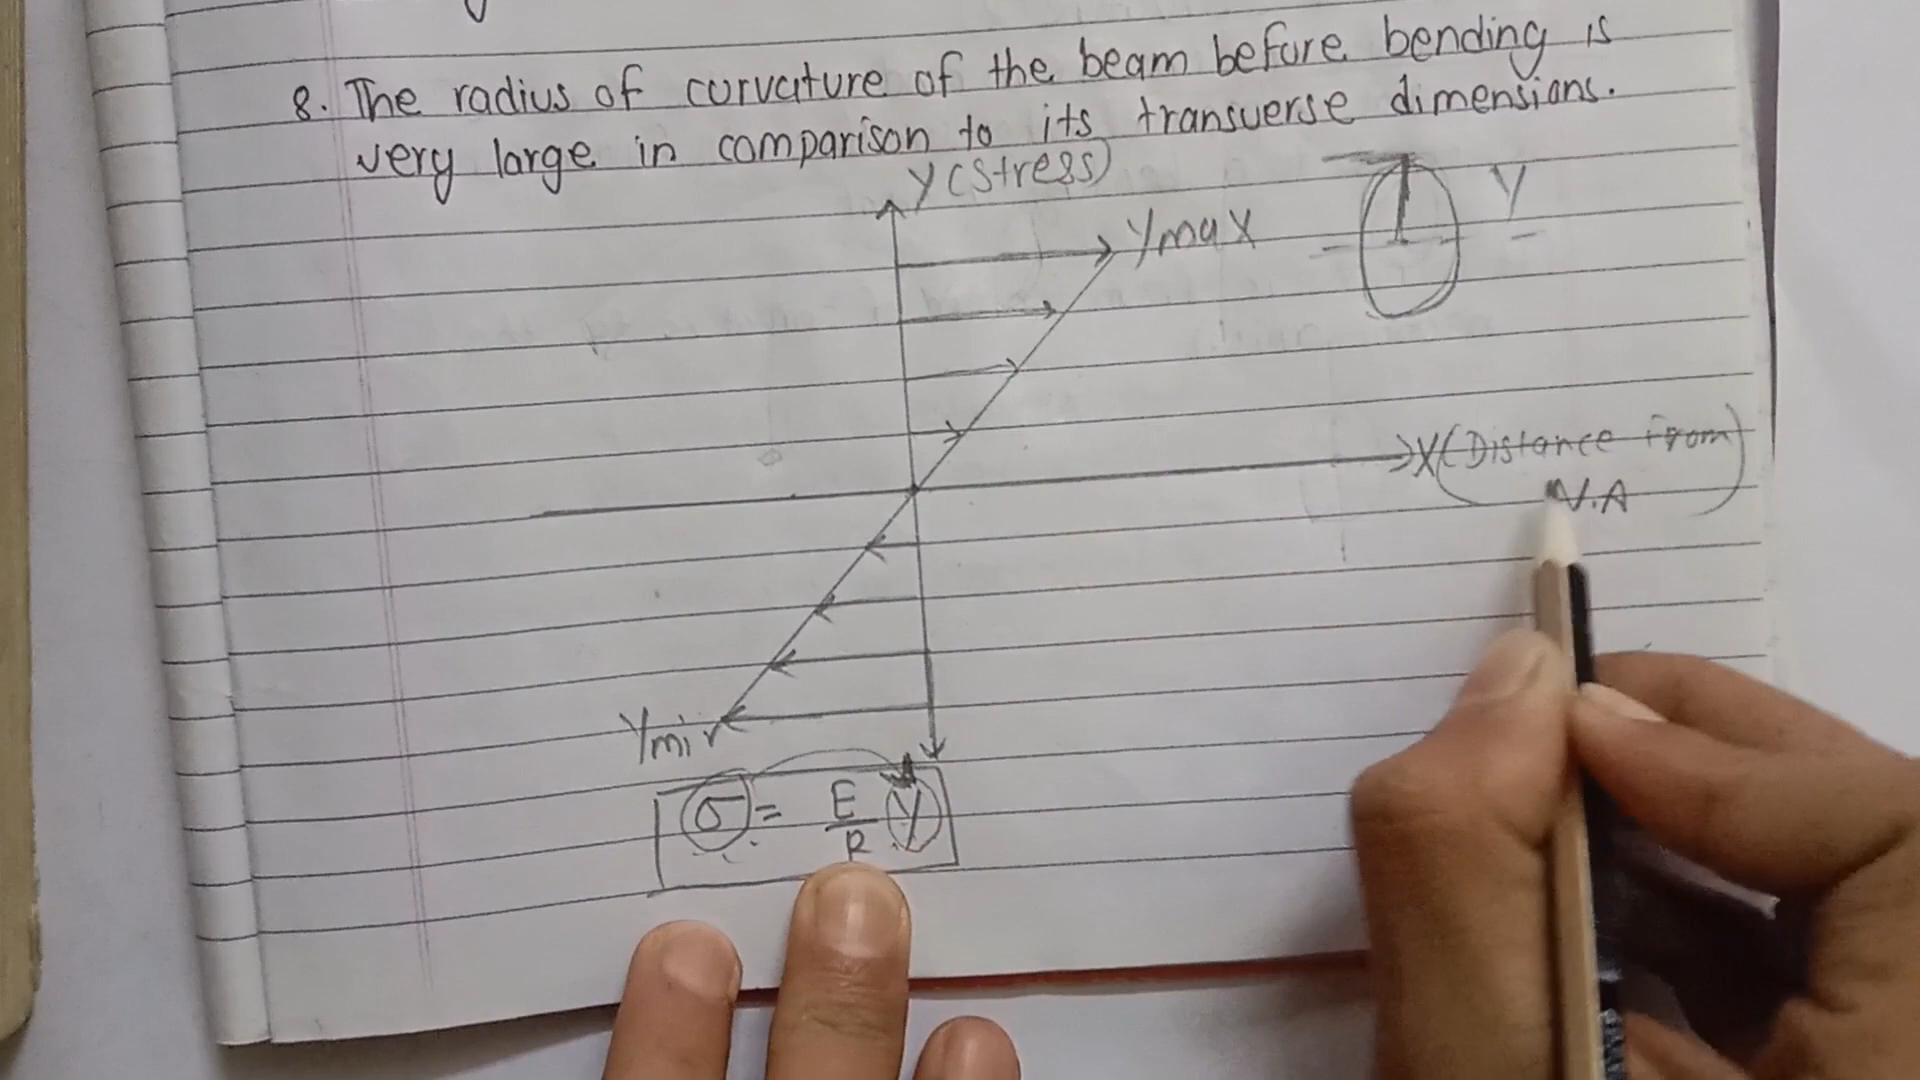 8. The radius of curvature of the beam before bending is
very large in comparison to its transverse dimensions.
Y(Stress)
Ymax
Y
X(Distance from
N.A)
Ymin
σ = E/R y